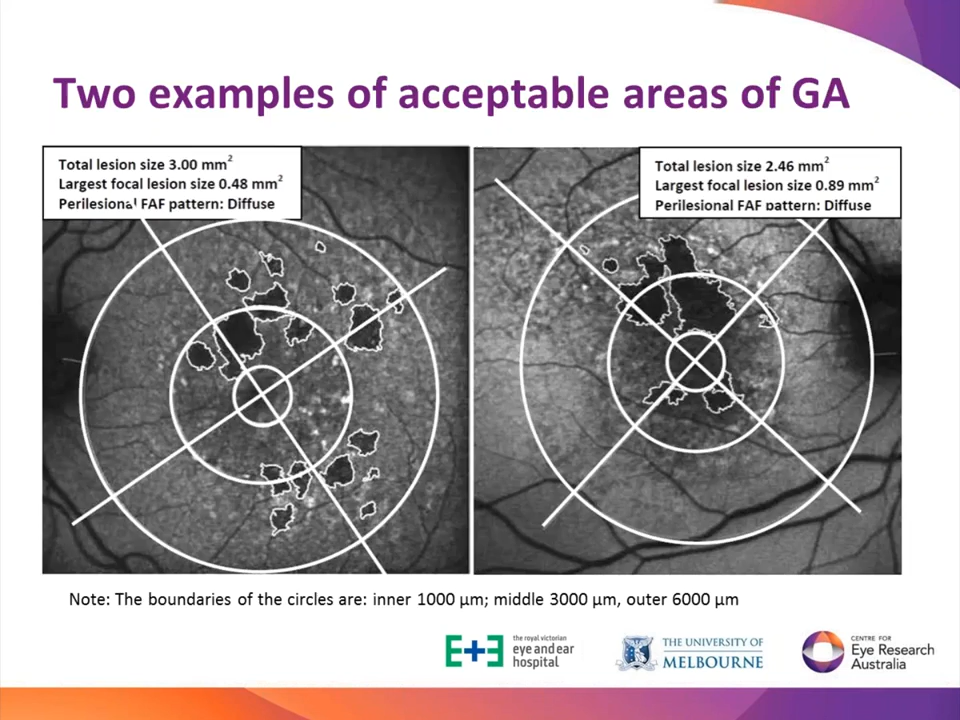 Two examples of acceptable areas of GA
Total lesion size 3.00 mm²
Largest focal lesion size 0.48 mm²
Perilesional FAF pattern: Diffuse
Total lesion size 2.46 mm²
Largest focal lesion size 0.89 mm²
Perilesional FAF pattern: Diffuse
Note: The boundaries of the circles are: inner 1000 µm; middle 3000 µm, outer 6000 µm
E+E
the royal victorian
eye and ear
hospital
THE UNIVERSITY OF
MELBOURNE
CENTRE FOR
Eye Research
Australia